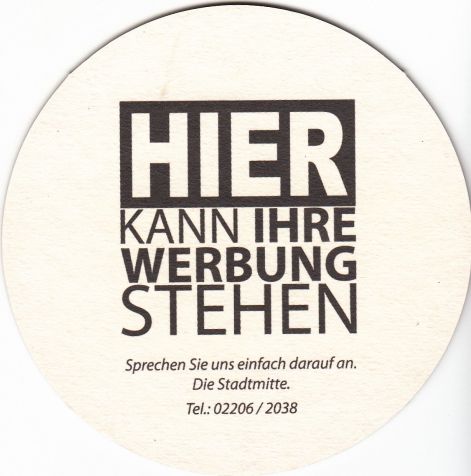 HIER
KANN IHRE
WERBUNG
STEHEN
Sprechen Sie uns einfach darauf an.
Die Stadtmitte.
Tel.: 02206 / 2038